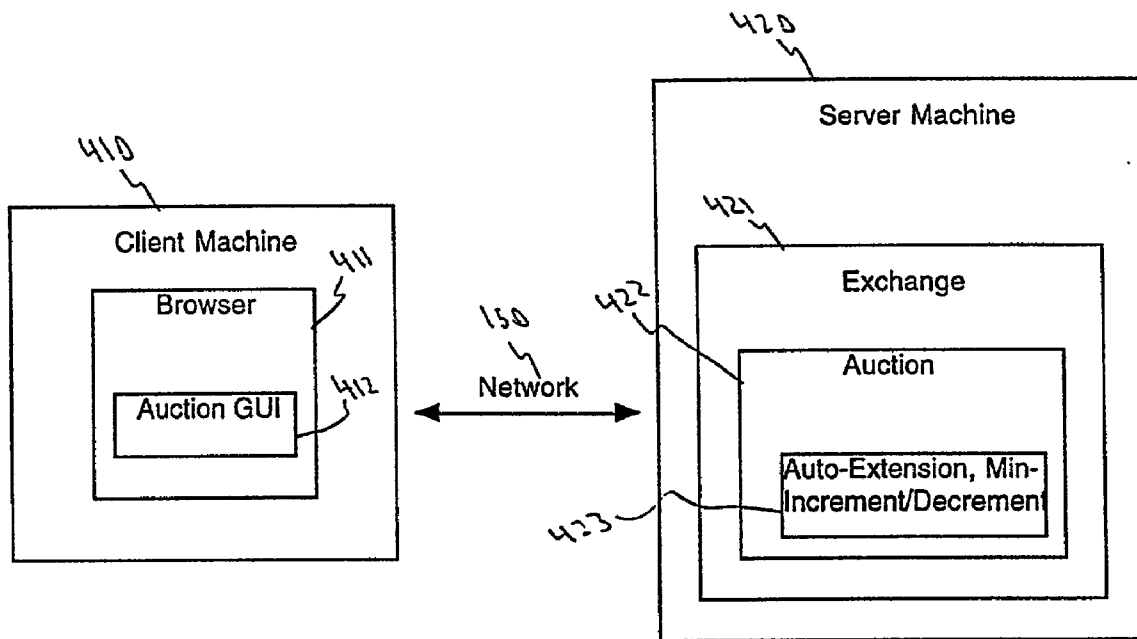 420
Server Machine
410
Client Machine
421
Exchange
411
Browser
422
150
Network
Auction
Auction GUI
412
Auto-Extension, Min-
Increment/Decrement
423